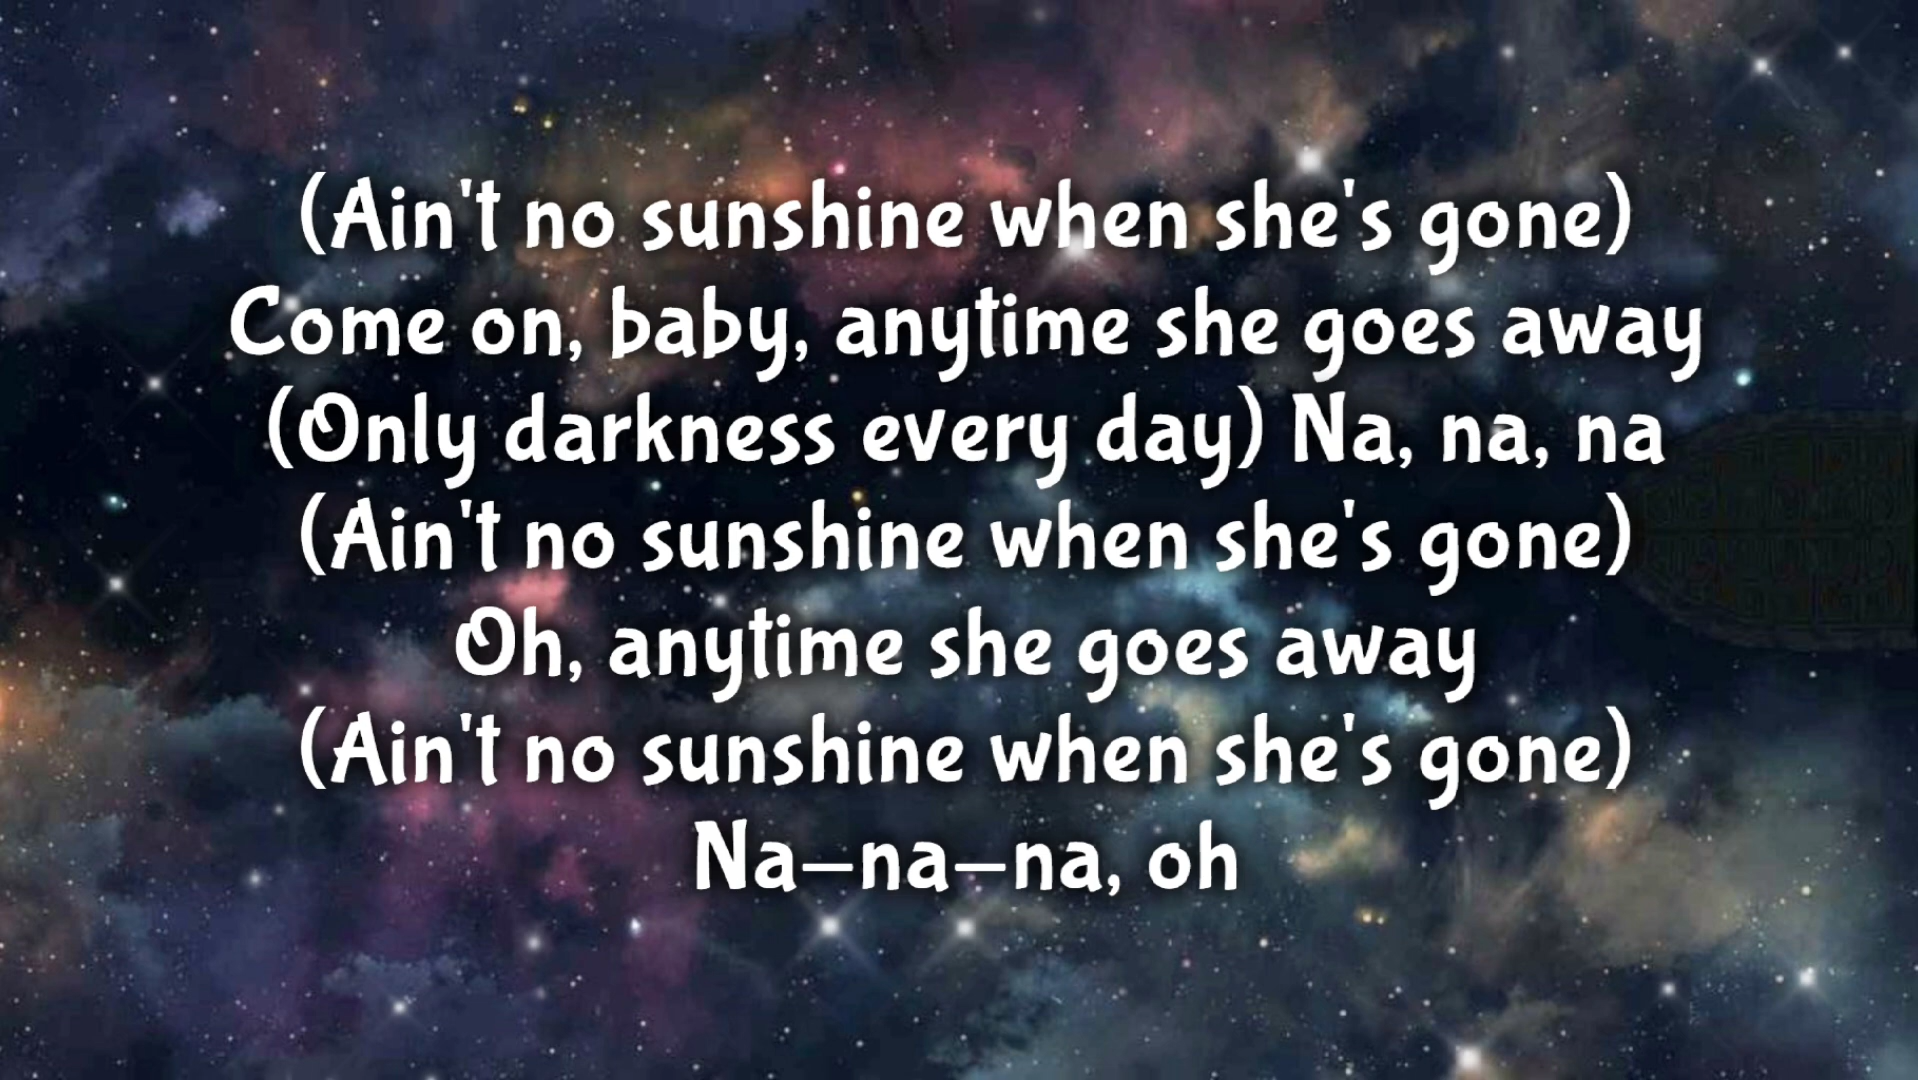 (Ain't no sunshine when she's gone)
Come on, baby, anytime she goes away
(Only darkness every day) Na, na, na
(Ain't no sunshine when she's gone)
Oh, anytime she goes away
(Ain't no sunshine when she's gone)
Na–na–na, oh